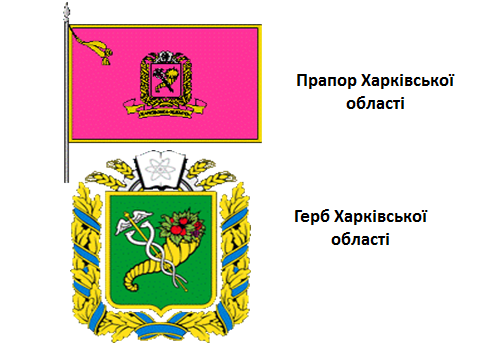 Прапор Харківської
області
Герб Харківської
області